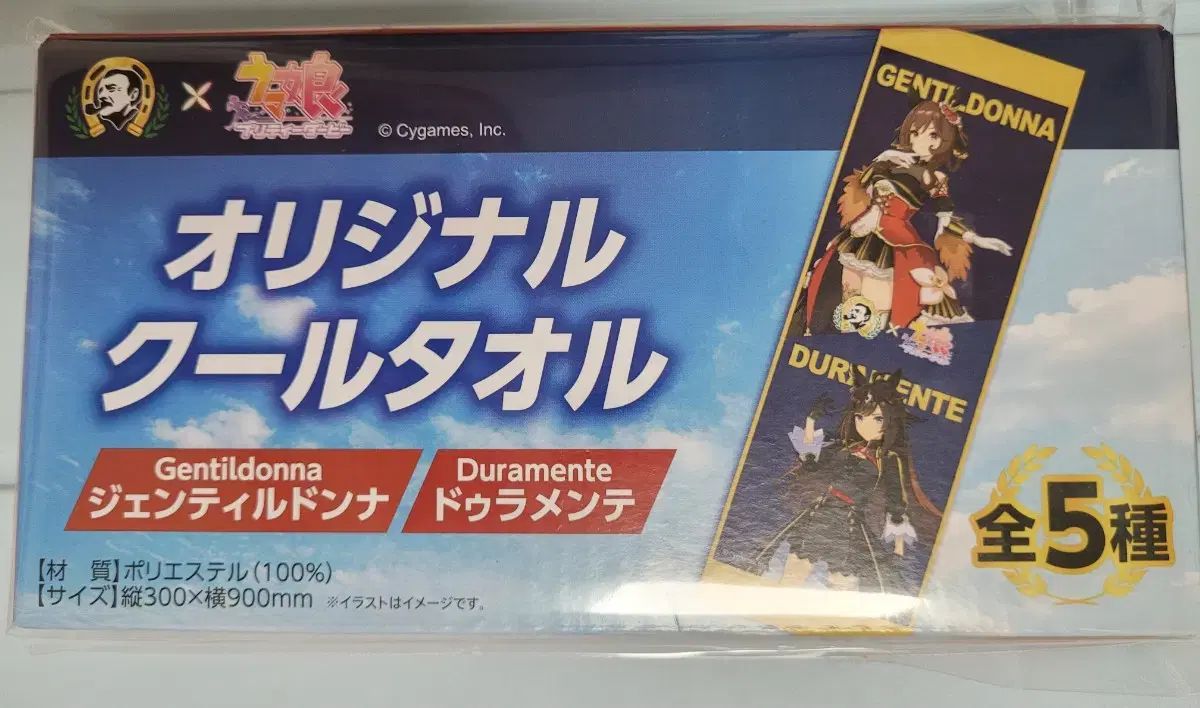 ×
ウマ娘
プリティーダービー
© Cygames, Inc.
オリジナル
クールタオル
Gentildonna
ジェンティルドンナ
Duramente
ドゥラメンテ
【材　質】ポリエステル(100%)
【サイズ】縦300×横900mm ※イラストはイメージです。
GENTILDONNA
×
ウマ娘
DURAMENTE
全5種